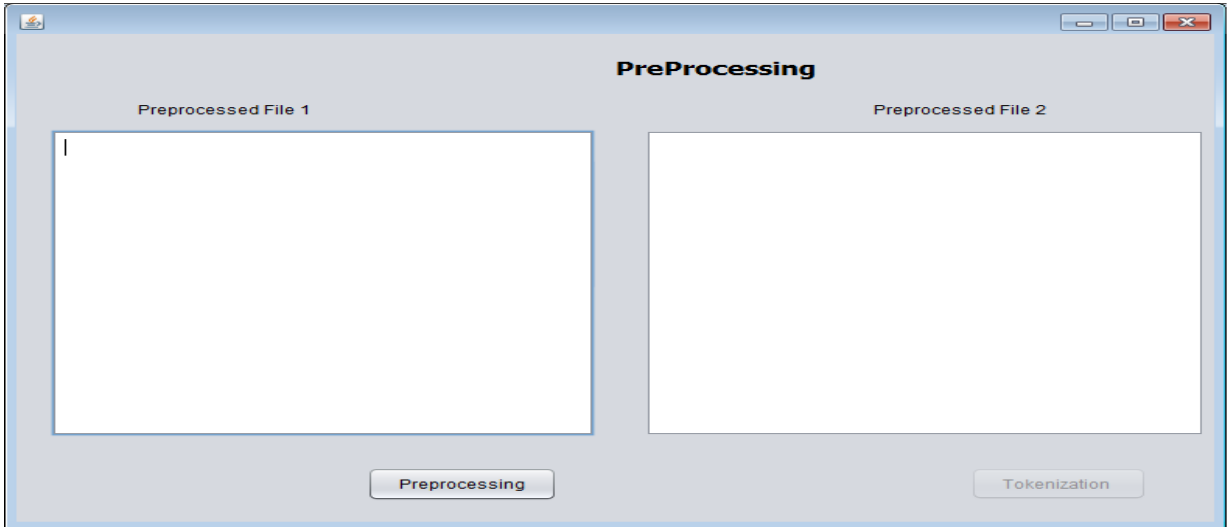 PreProcessing
Preprocessed File 1
Preprocessed File 2
Preprocessing
Tokenization